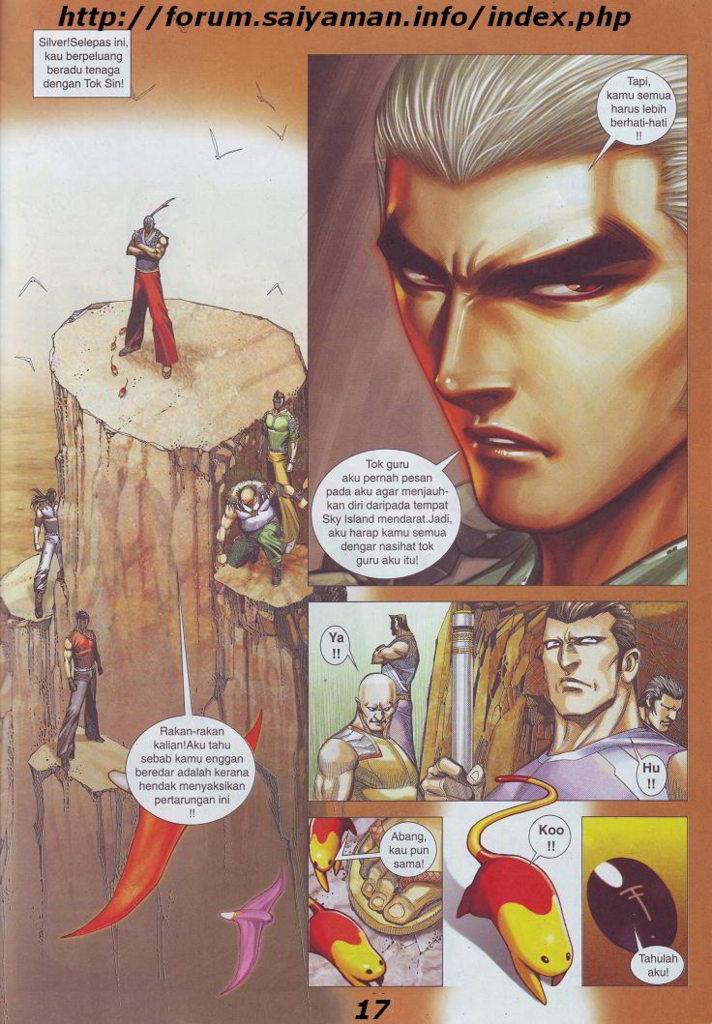 http://forum.saiyaman.info/index.php
Silver!Selepas ini,
kau berpeluang
beradu tenaga
dengan Tok Sin!
Tapi,
kamu semua
harus lebih
berhati-hati
!!
Tok guru
aku pernah pesan
pada aku agar menjauh-
kan diri daripada tempat
Sky Island mendarat.Jadi,
aku harap kamu semua
dengar nasihat tok
guru aku itu!
Rakan-rakan
kalian!Aku tahu
sebab kamu enggan
beredar adalah kerana
hendak menyaksikan
pertarungan ini
!!
Ya
!!
Hu
!!
Abang,
kau pun
sama!
Koo
!!
Tahulah
aku!
17